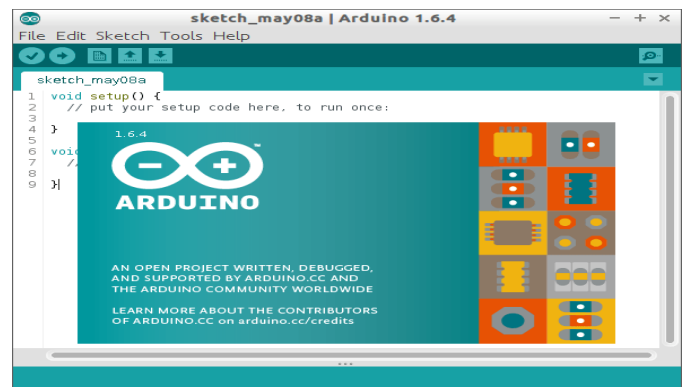 sketch_may08a | Arduino 1.6.4
File Edit Sketch Tools Help
sketch_may08a
1 void setup() {
2 // put your setup code here, to run once:
3
4 }
5
6 voi
7 //
8
9 }
1.6.4
TM
ARDUINO
AN OPEN PROJECT WRITTEN, DEBUGGED,
AND SUPPORTED BY ARDUINO.CC AND
THE ARDUINO COMMUNITY WORLDWIDE
LEARN MORE ABOUT THE CONTRIBUTORS
OF ARDUINO.CC on arduino.cc/credits